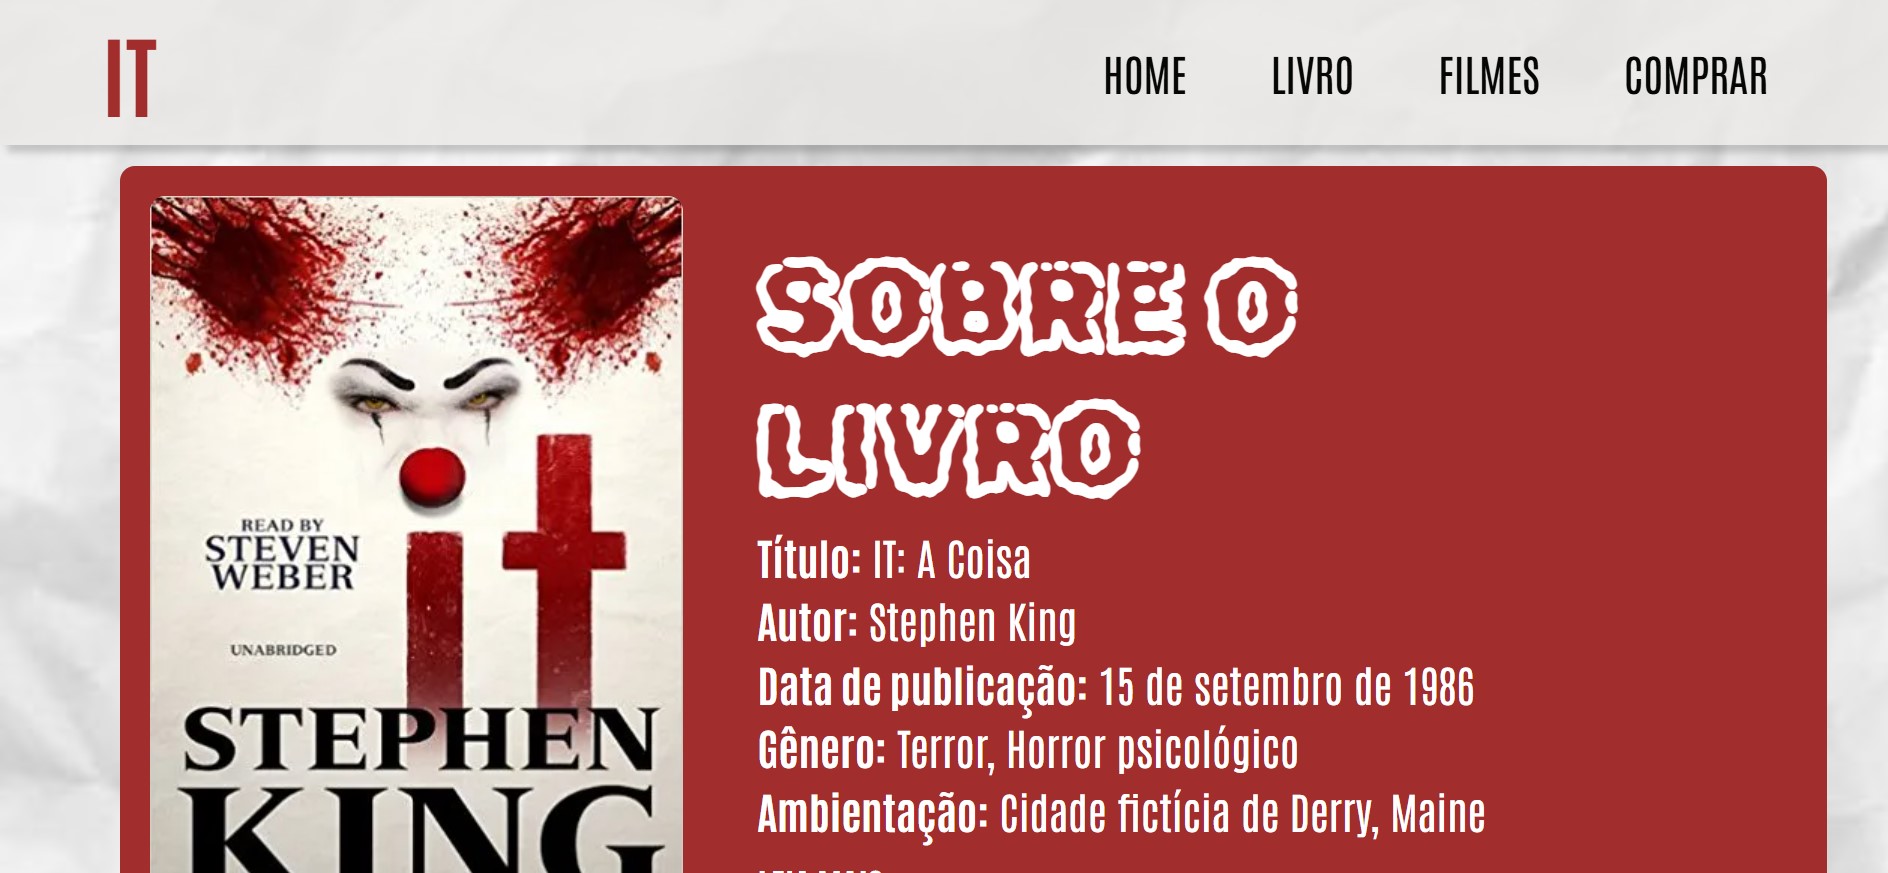 IT
HOME LIVRO FILMES COMPRAR
READ BY
STEVEN
WEBER
it
UNABRIDGED
STEPHEN
KING
SOBRE O
LIVRO
Título: IT: A Coisa
Autor: Stephen King
Data de publicação: 15 de setembro de 1986
Gênero: Terror, Horror psicológico
Ambientação: Cidade fictícia de Derry, Maine